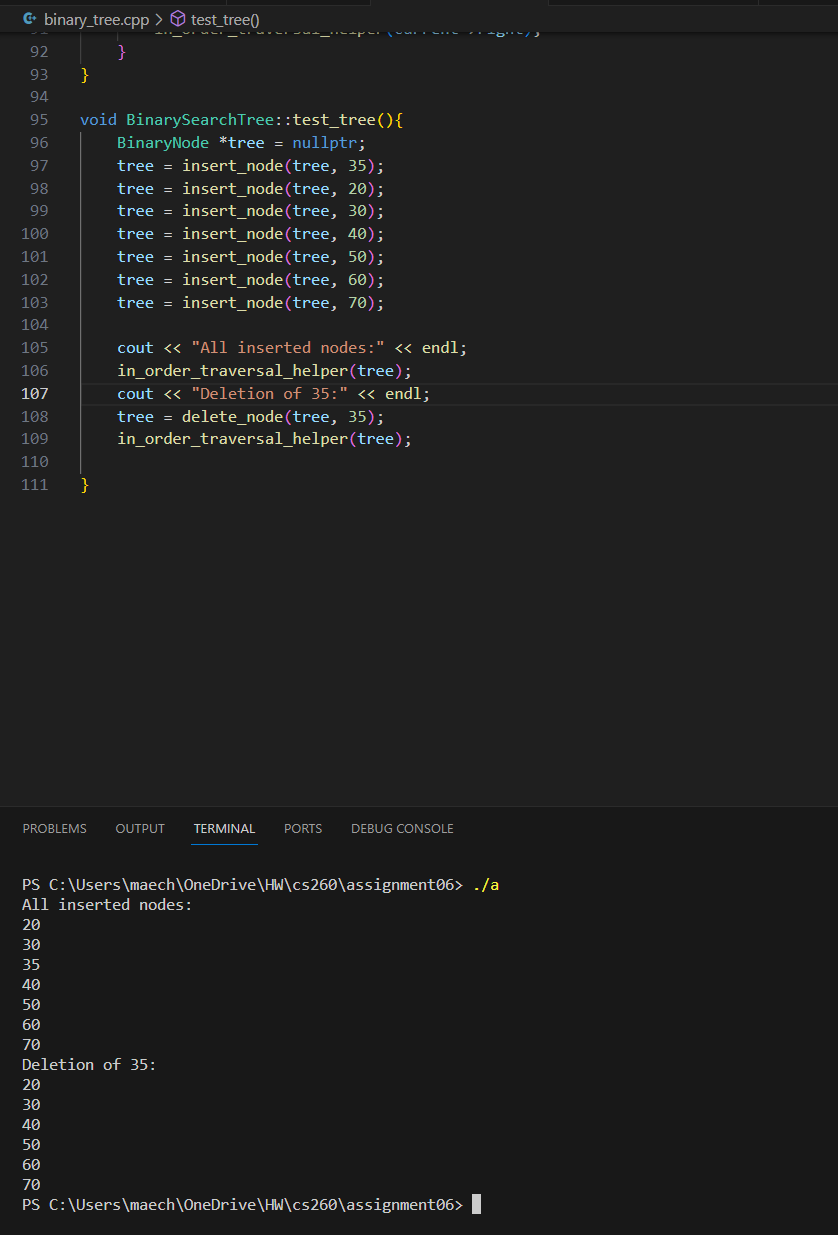 binary_tree.cpp > test_tree()
91 in_order_traversal_helper(current->right);
92 }
93 }
94
95 void BinarySearchTree::test_tree(){
96 BinaryNode *tree = nullptr;
97 tree = insert_node(tree, 35);
98 tree = insert_node(tree, 20);
99 tree = insert_node(tree, 30);
100 tree = insert_node(tree, 40);
101 tree = insert_node(tree, 50);
102 tree = insert_node(tree, 60);
103 tree = insert_node(tree, 70);
104
105 cout << "All inserted nodes:" << endl;
106 in_order_traversal_helper(tree);
107 cout << "Deletion of 35:" << endl;
108 tree = delete_node(tree, 35);
109 in_order_traversal_helper(tree);
110
111 }
PROBLEMS OUTPUT TERMINAL PORTS DEBUG CONSOLE
PS C:\Users\maech\OneDrive\HW\cs260\assignment06> ./a
All inserted nodes:
20
30
35
40
50
60
70
Deletion of 35:
20
30
40
50
60
70
PS C:\Users\maech\OneDrive\HW\cs260\assignment06>